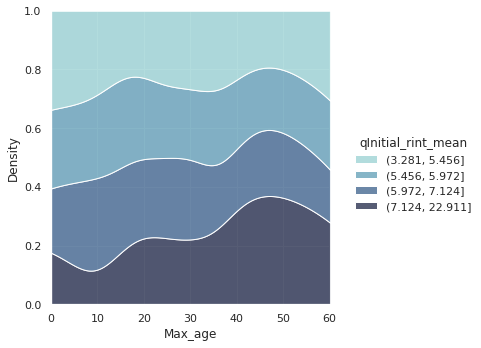 1.0
0.8
0.6
0.4
0.2
0.0
Density
0 10 20 30 40 50 60
Max_age
qInitial_rint_mean
(3.281, 5.456]
(5.456, 5.972]
(5.972, 7.124]
(7.124, 22.911]